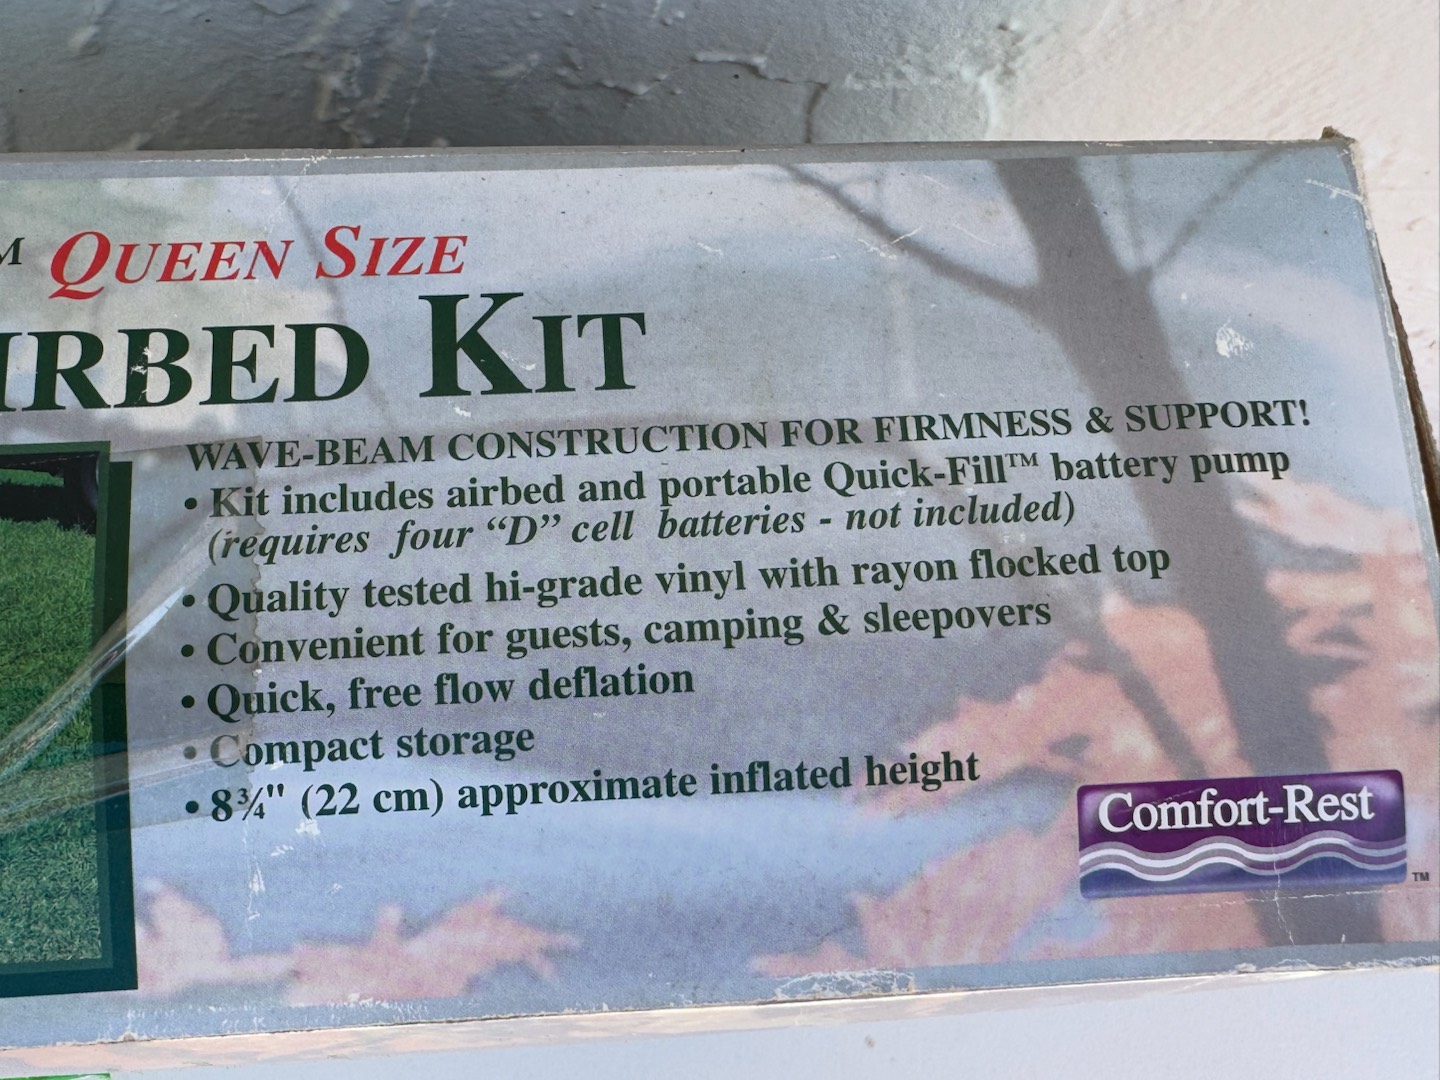 QUEEN SIZE
IRBED KIT
WAVE-BEAM CONSTRUCTION FOR FIRMNESS & SUPPORT!
• Kit includes airbed and portable Quick-Fill™ battery pump
(requires four “D” cell batteries - not included)
• Quality tested hi-grade vinyl with rayon flocked top
• Convenient for guests, camping & sleepovers
• Quick, free flow deflation
• Compact storage
• 8¾" (22 cm) approximate inflated height
Comfort-Rest
TM